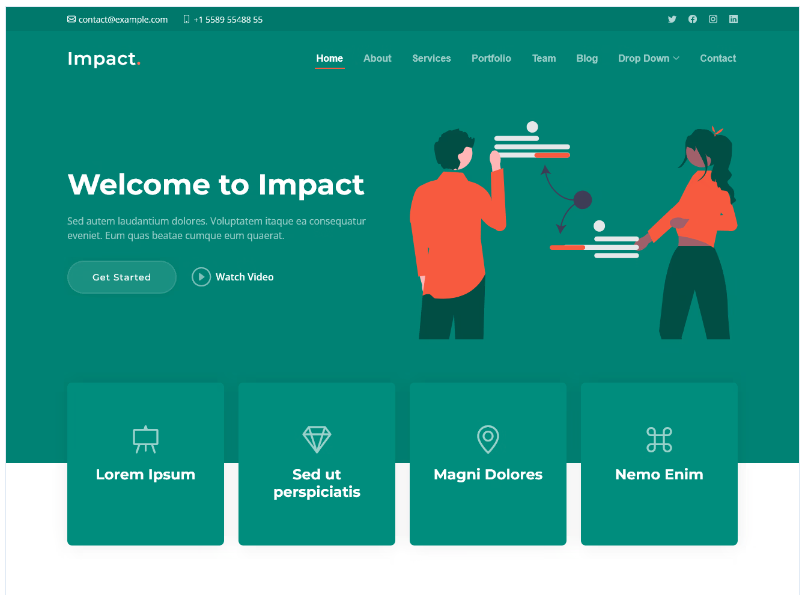 contact@example.com +1 5589 55488 55
Impact.
Home About Services Portfolio Team Blog Drop Down Contact
Welcome to Impact
Sed autem laudantium dolores. Voluptatem itaque ea consequatur
eveniet. Eum quas beatae cumque eum quaerat.
Get Started Watch Video
Lorem Ipsum
Sed ut
perspiciatis
Magni Dolores
Nemo Enim